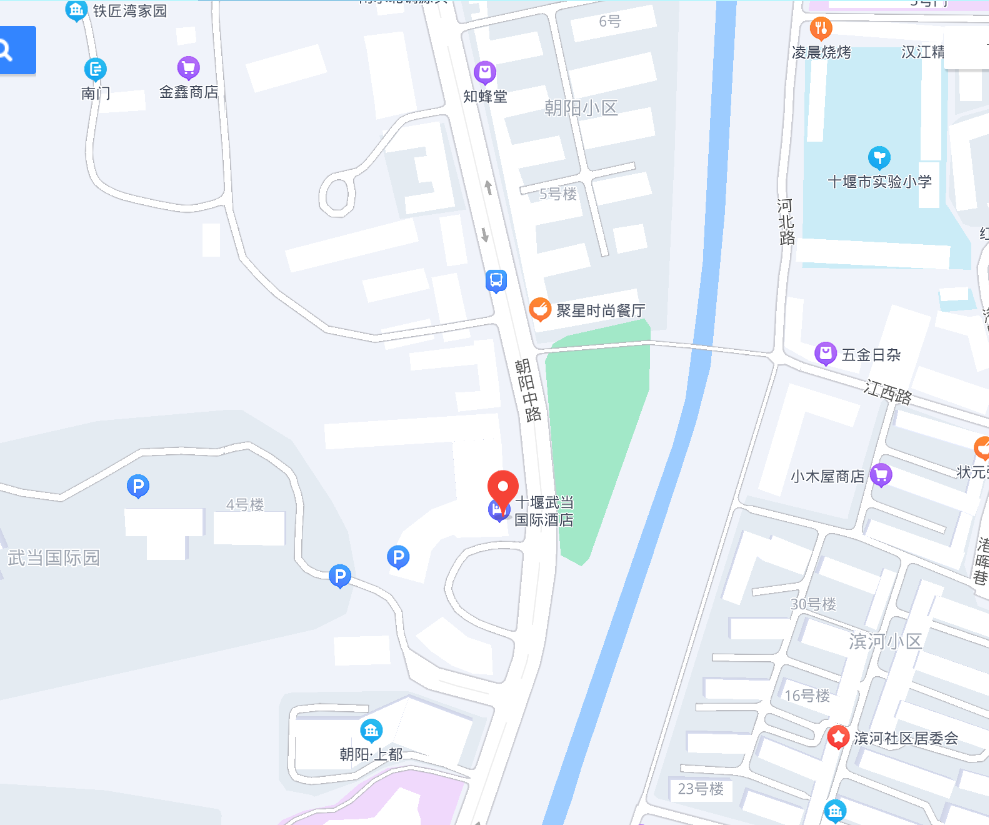 铁匠湾家园
6号
凌晨烧烤
汉江精
南门
金鑫商店
知蜂堂
朝阳小区
十堰市实验小学
5号楼
河北路
聚星时尚餐厅
五金日杂
朝阳中路
江西路
小木屋商店
状元
4号楼
十堰武当
国际酒店
武当国际园
港晖巷
30号楼
滨河小区
16号楼
滨河社区居委会
朝阳·上都
23号楼